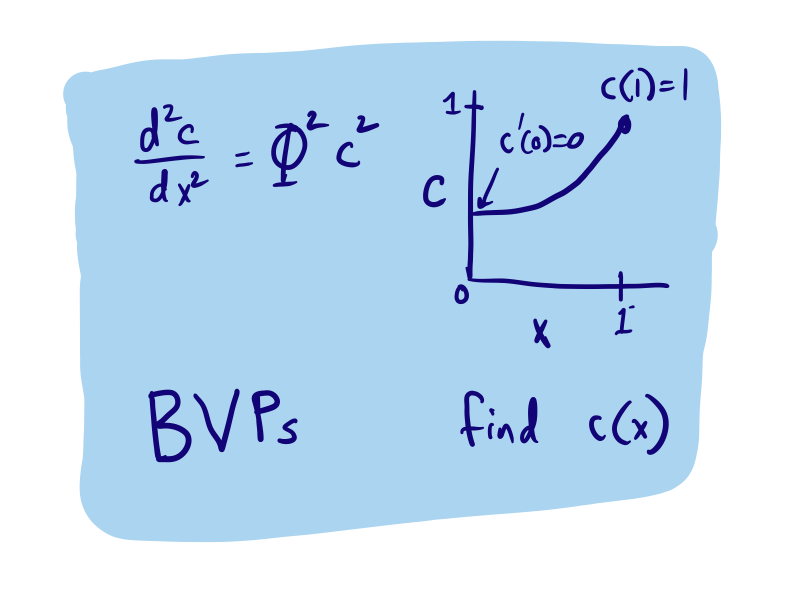 d²c/dx² = Φ² c²
c(1)=1
1
c'(0)=0
C
0
1
x
BVPs
find c(x)